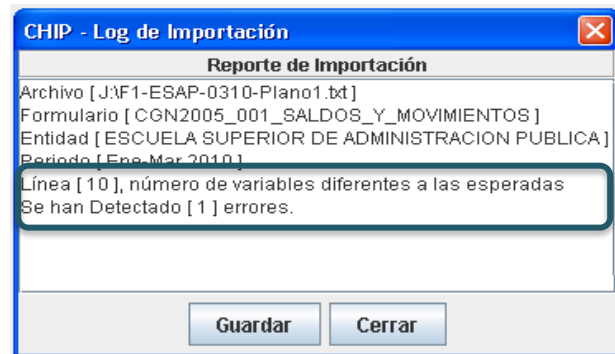 CHIP - Log de Importación
Reporte de Importación
Archivo [ J:\F1-ESAP-0310-Plano1.txt ]
Formulario [ CGN2005_001_SALDOS_Y_MOVIMIENTOS ]
Entidad [ ESCUELA SUPERIOR DE ADMINISTRACION PUBLICA ]
Periodo [ Ene-Mar 2010 ]
Línea [ 10 ], número de variables diferentes a las esperadas
Se han Detectado [ 1 ] errores.
Guardar
Cerrar